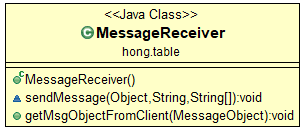 <<Java Class>>
MessageReceiver
hong.table
MessageReceiver()
sendMessage(Object,String,String[]):void
getMsgObjectFromClient(MessageObject):void